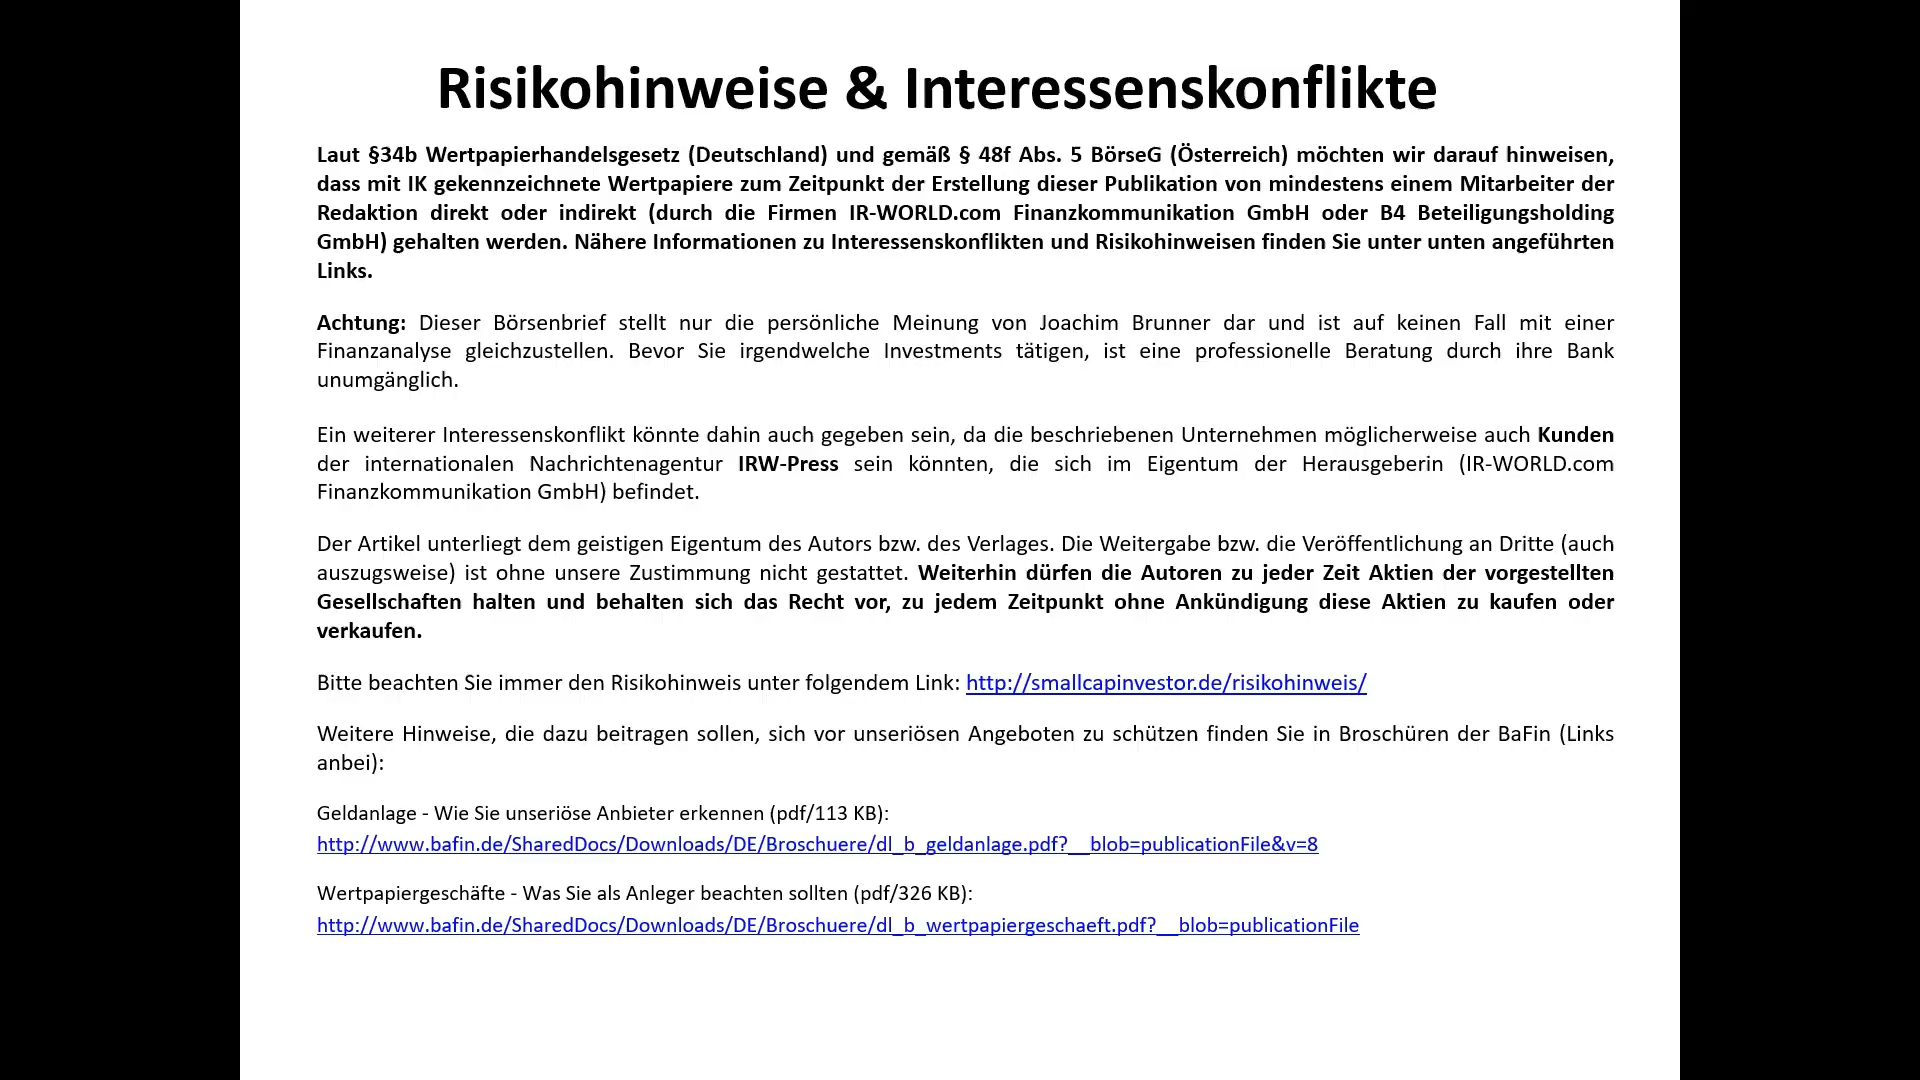 Risikohinweise & Interessenskonflikte
Laut §34b Wertpapierhandelsgesetz (Deutschland) und gemäß § 48f Abs. 5 BörseG (Österreich) möchten wir darauf hinweisen,
dass mit IK gekennzeichnete Wertpapiere zum Zeitpunkt der Erstellung dieser Publikation von mindestens einem Mitarbeiter der
Redaktion direkt oder indirekt (durch die Firmen IR-WORLD.com Finanzkommunikation GmbH oder B4 Beteiligungsholding
GmbH) gehalten werden. Nähere Informationen zu Interessenskonflikten und Risikohinweisen finden Sie unter unten angeführten
Links.
Achtung: Dieser Börsenbrief stellt nur die persönliche Meinung von Joachim Brunner dar und ist auf keinen Fall mit einer
Finanzanalyse gleichzustellen. Bevor Sie irgendwelche Investments tätigen, ist eine professionelle Beratung durch ihre Bank
unumgänglich.
Ein weiterer Interessenskonflikt könnte dahin auch gegeben sein, da die beschriebenen Unternehmen möglicherweise auch Kunden
der internationalen Nachrichtenagentur IRW-Press sein könnten, die sich im Eigentum der Herausgeberin (IR-WORLD.com
Finanzkommunikation GmbH) befindet.
Der Artikel unterliegt dem geistigen Eigentum des Autors bzw. des Verlages. Die Weitergabe bzw. die Veröffentlichung an Dritte (auch
auszugsweise) ist ohne unsere Zustimmung nicht gestattet. Weiterhin dürfen die Autoren zu jeder Zeit Aktien der vorgestellten
Gesellschaften halten und behalten sich das Recht vor, zu jedem Zeitpunkt ohne Ankündigung diese Aktien zu kaufen oder
verkaufen.
Bitte beachten Sie immer den Risikohinweis unter folgendem Link: http://smallcapinvestor.de/risikohinweis/
Weitere Hinweise, die dazu beitragen sollen, sich vor unseriösen Angeboten zu schützen finden Sie in Broschüren der BaFin (Links
anbei):
Geldanlage - Wie Sie unseriöse Anbieter erkennen (pdf/113 KB):
http://www.bafin.de/SharedDocs/Downloads/DE/Broschuere/dl_b_geldanlage.pdf?__blob=publicationFile&v=8
Wertpapiergeschäfte - Was Sie als Anleger beachten sollten (pdf/326 KB):
http://www.bafin.de/SharedDocs/Downloads/DE/Broschuere/dl_b_wertpapiergeschaeft.pdf?__blob=publicationFile